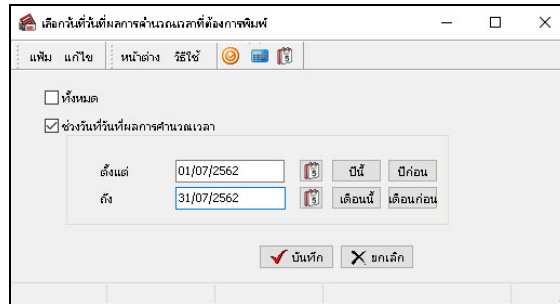 เลือกวันที่วันที่ผลการคำนวณเวลาที่ต้องการพิมพ์
แฟ้ม แก้ไข หน้าต่าง วิธีใช้
ทั้งหมด
ช่วงวันที่วันที่ผลการคำนวณเวลา
ตั้งแต่ 01/07/2562 ปีนี้ ปีก่อน
ถึง 31/07/2562 เดือนนี้ เดือนก่อน
บันทึก ยกเลิก